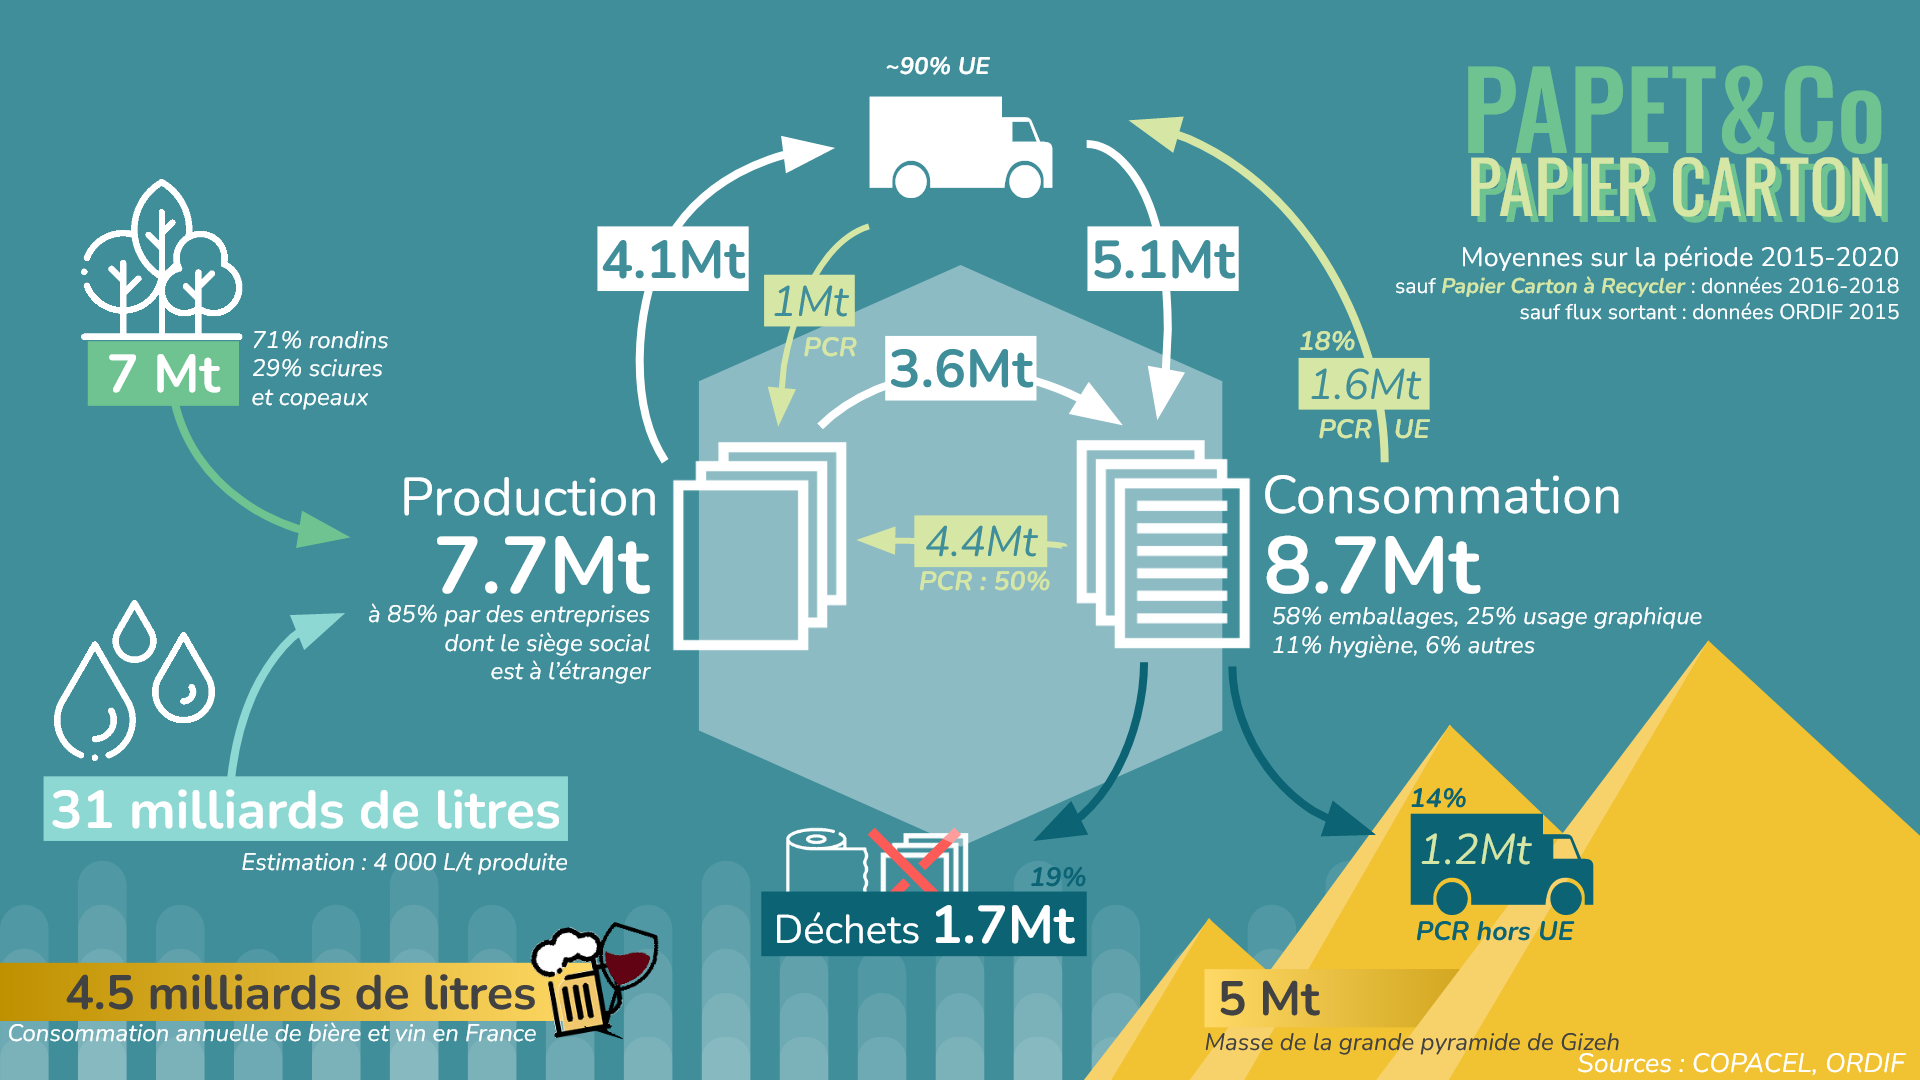 ~90% UE
PAPET&Co
PAPIER CARTON
Moyennes sur la période 2015-2020
sauf Papier Carton à Recycler : données 2016-2018
sauf flux sortant : données ORDIF 2015
4.1Mt
5.1Mt
1Mt
PCR
3.6Mt
18%
1.6Mt
PCR UE
7 Mt
71% rondins
29% sciures
et copeaux
Production
7.7Mt
à 85% par des entreprises
dont le siège social
est à l'étranger
4.4Mt
PCR : 50%
Consommation
8.7Mt
58% emballages, 25% usage graphique
11% hygiène, 6% autres
31 milliards de litres
Estimation : 4 000 L/t produite
19%
Déchets 1.7Mt
14%
1.2Mt
PCR hors UE
4.5 milliards de litres
Consommation annuelle de bière et vin en France
5 Mt
Masse de la grande pyramide de Gizeh
Sources : COPACEL, ORDIF